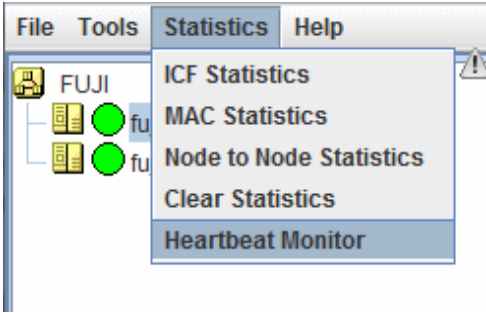 File Tools Statistics Help
FUJI
ICF Statistics
MAC Statistics
Node to Node Statistics
Clear Statistics
Heartbeat Monitor